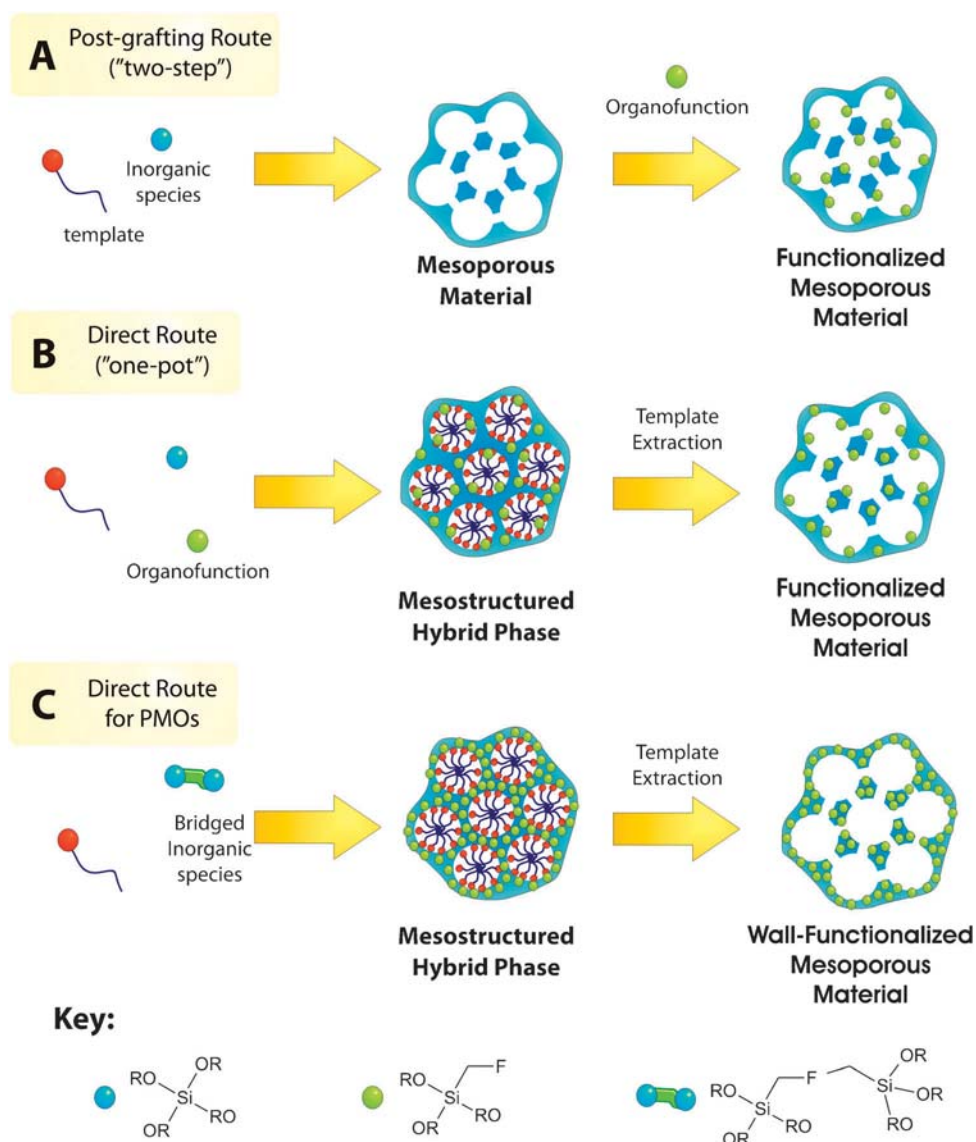 A
Post-grafting Route
("two-step")
Inorganic
species
template
Organofunction
Mesoporous
Material
Functionalized
Mesoporous
Material
B
Direct Route
("one-pot")
Organofunction
Template
Extraction
Mesostructured
Hybrid Phase
Functionalized
Mesoporous
Material
C
Direct Route
for PMOs
Bridged
Inorganic
species
Template
Extraction
Mesostructured
Hybrid Phase
Wall-Functionalized
Mesoporous
Material
Key:
OR
RO
Si
RO
OR
F
RO
Si
RO
OR
F
RO
Si
RO
OR
OR
Si
OR
RO